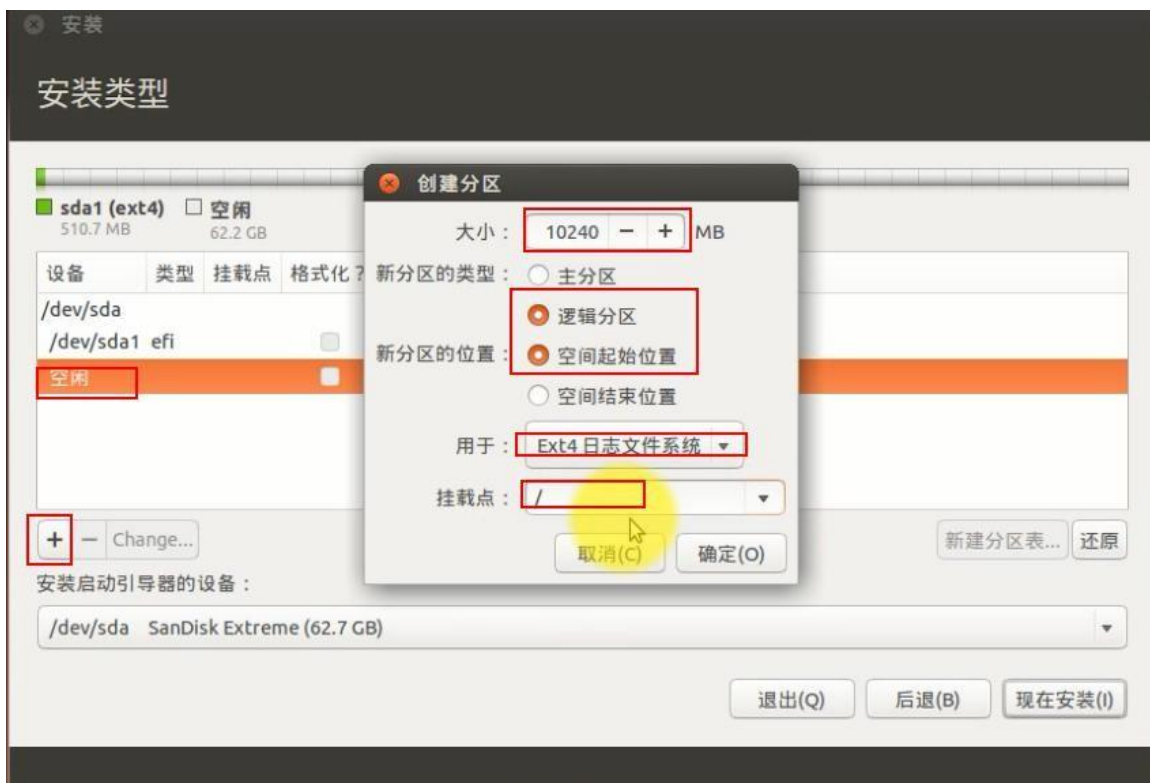 安装
安装类型
sda1 (ext4) 空闲
510.7 MB 62.2 GB
设备 类型 挂载点 格式化?
/dev/sda
/dev/sda1 efi
空闲
创建分区
大小: 10240 − + MB
新分区的类型: 主分区
逻辑分区
新分区的位置: 空间起始位置
空间结束位置
用于: Ext4 日志文件系统
挂载点: /
取消(C) 确定(O)
+ − Change... 新建分区表... 还原
安装启动引导器的设备:
/dev/sda SanDisk Extreme (62.7 GB)
退出(Q) 后退(B) 现在安装(I)